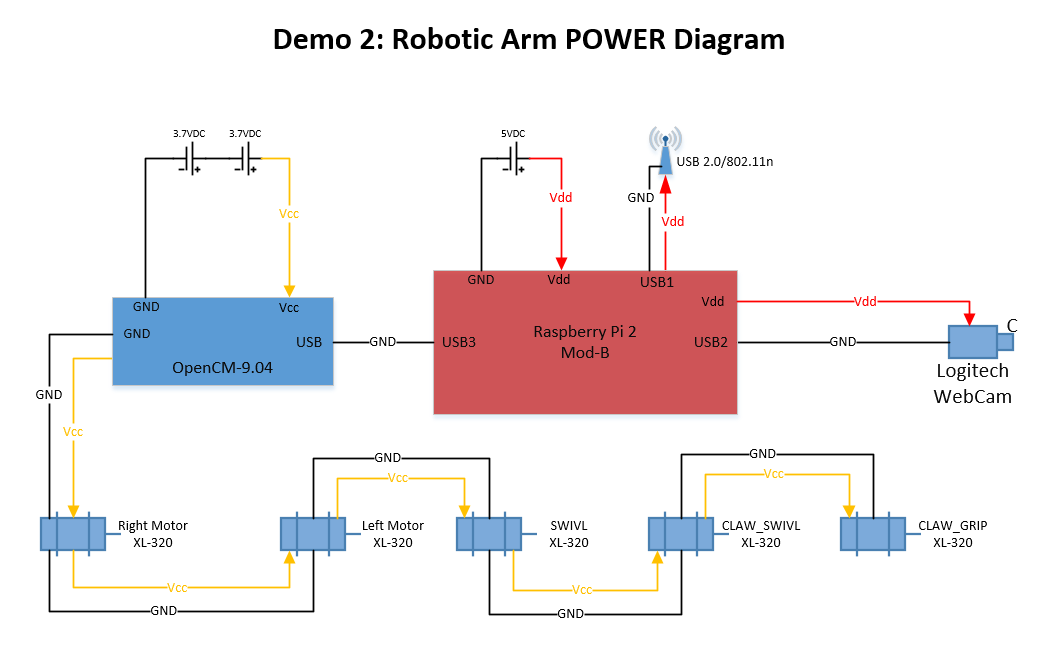 Demo 2: Robotic Arm POWER Diagram
3.7VDC
3.7VDC
5VDC
USB 2.0/802.11n
Vcc
Vdd
GND
Vdd
GND
Vcc
GND
Vdd
USB1
GND
USB
OpenCM-9.04
GND
USB3
Raspberry Pi 2
Mod-B
Vdd
USB2
Vdd
GND
C
Logitech
WebCam
GND
Vcc
GND
Vcc
GND
Vcc
Right Motor
XL-320
Left Motor
XL-320
SWIVL
XL-320
CLAW_SWIVL
XL-320
CLAW_GRIP
XL-320
Vcc
GND
Vcc
GND